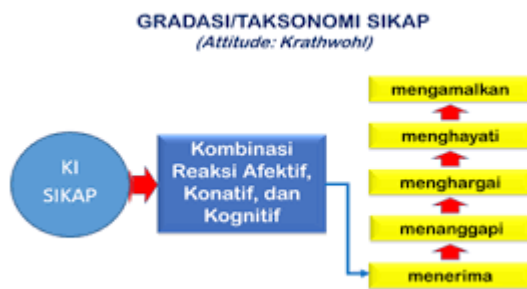 GRADASI/TAKSONOMI SIKAP
(Attitude: Krathwohl)
KI
SIKAP
Kombinasi
Reaksi Afektif,
Konatif, dan
Kognitif
mengamalkan
menghayati
menghargai
menanggapi
menerima